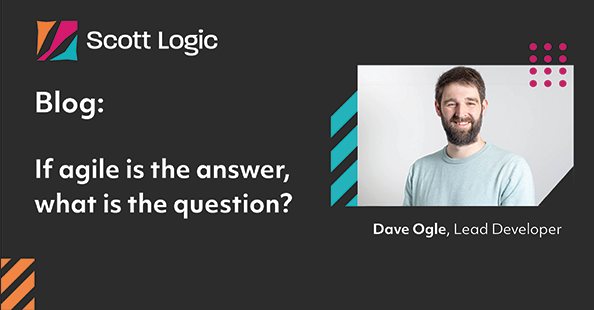 Scott Logic
Blog:
If agile is the answer,
what is the question?
Dave Ogle, Lead Developer